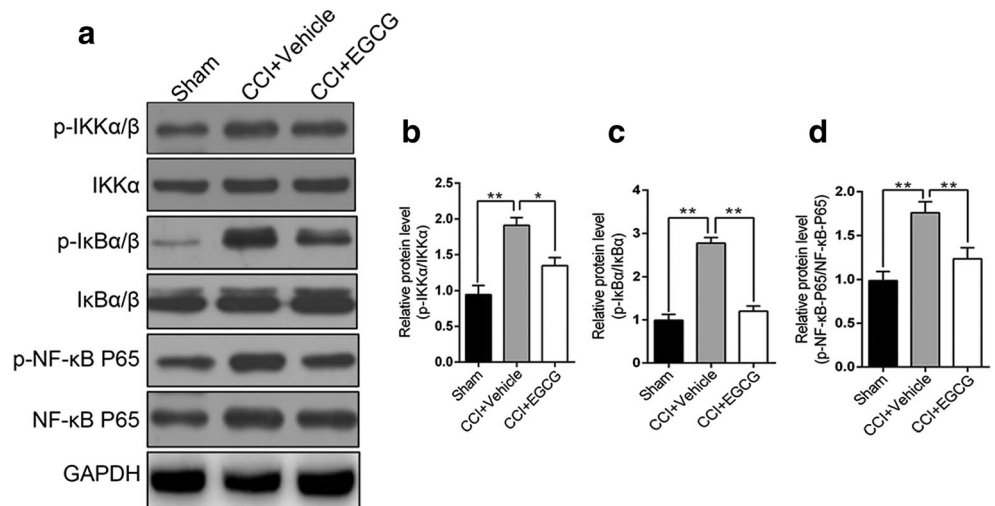 a
Sham
CCI+Vehicle
CCI+EGCG
p-IKKα/β
IKKα
p-IκBα/β
IκBα/β
p-NF-κB P65
NF-κB P65
GAPDH
b
Relative protein level
(p-IKKα/IKKα)
2.5
2.0
1.5
1.0
0.5
0.0
**
*
Sham
CCI+Vehicle
CCI+EGCG
c
Relative protein level
(p-IκBα/IκBα)
4
3
2
1
0
**
**
Sham
CCI+Vehicle
CCI+EGCG
d
Relative protein level
(p-NF-κB-P65/NF-κB-P65)
2.0
1.5
1.0
0.5
0.0
**
**
Sham
CCI+Vehicle
CCI+EGCG